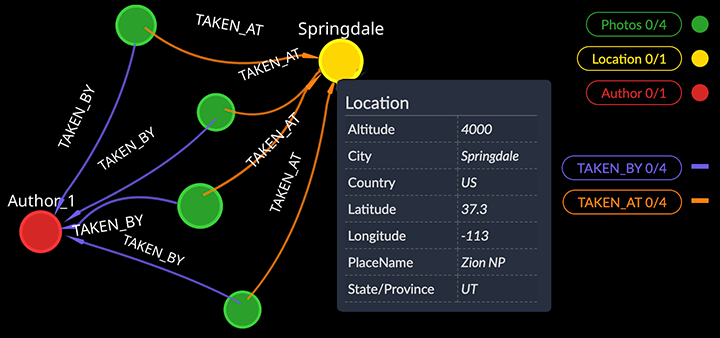 TAKEN_AT
Springdale
Photos 0/4
Location 0/1
Author 0/1
TAKEN_AT
TAKEN_BY
TAKEN_BY
TAKEN_AT
TAKEN_AT
Location
Altitude 4000
City Springdale
Country US
Latitude 37.3
Longitude -113
PlaceName Zion NP
State/Province UT
TAKEN_BY 0/4
TAKEN_AT 0/4
Author_1
TAKEN_BY
TAKEN_BY